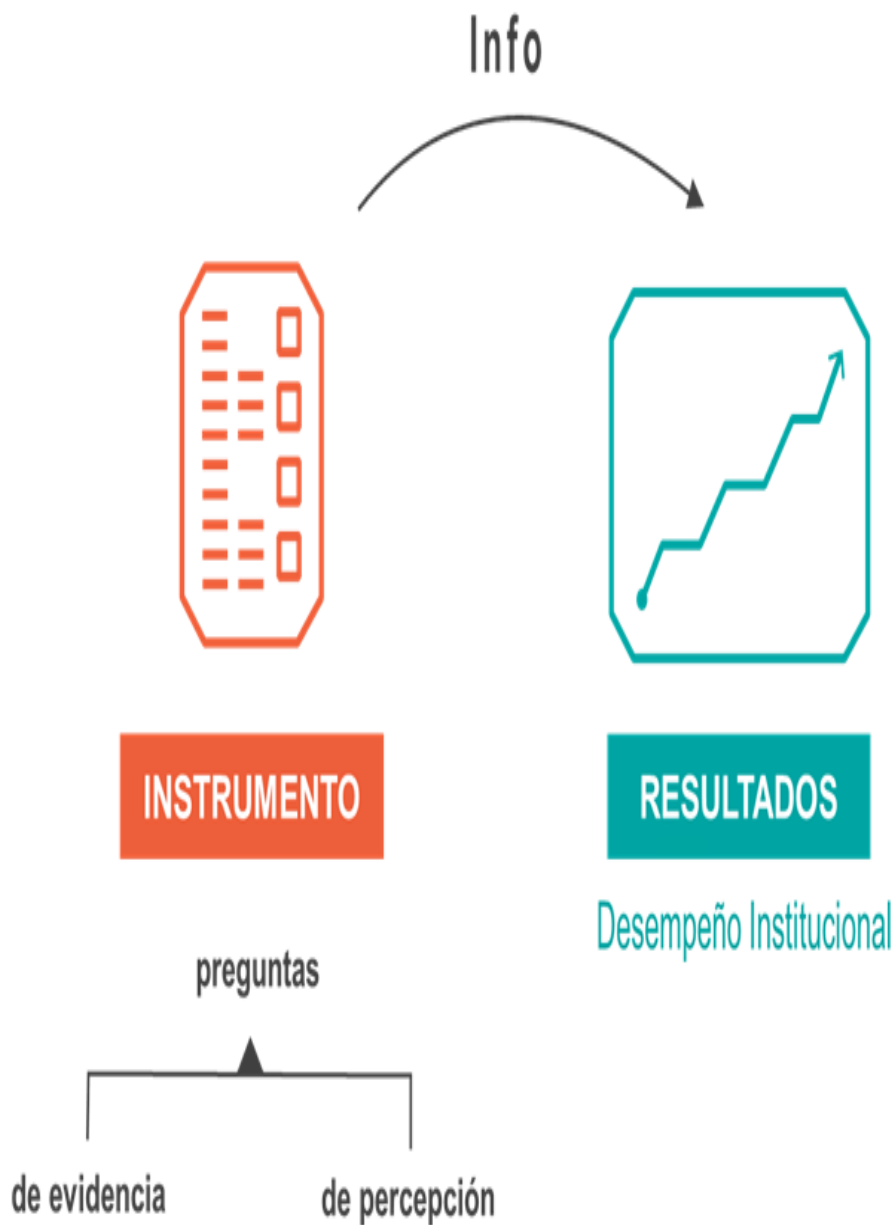 Info
INSTRUMENTO
RESULTADOS
Desempeño Institucional
preguntas
de evidencia
de percepción